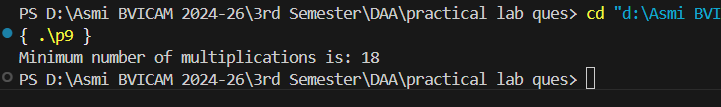 PS D:\Asmi BVICAM 2024-26\3rd Semester\DAA\practical lab ques> cd "d:\Asmi BVI
{ .\p9 }
Minimum number of multiplications is: 18
PS D:\Asmi BVICAM 2024-26\3rd Semester\DAA\practical lab ques>